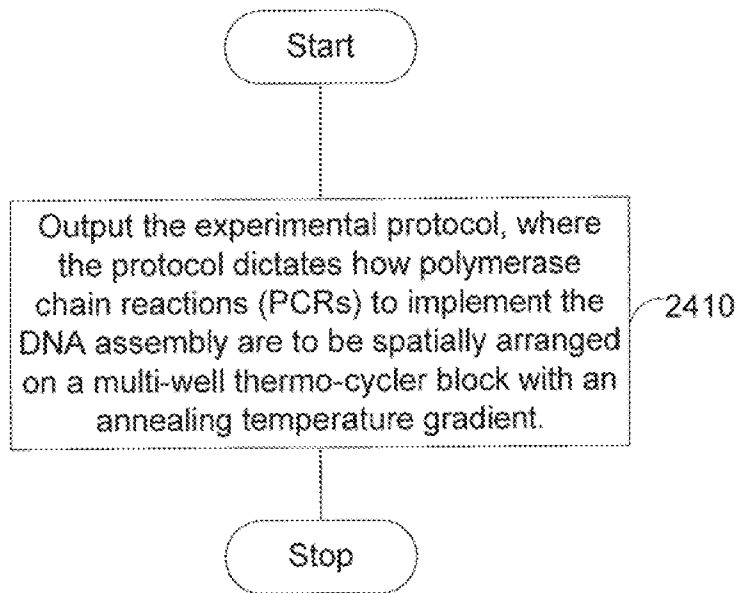 Start
Output the experimental protocol, where
the protocol dictates how polymerase
chain reactions (PCRs) to implement the
DNA assembly are to be spatially arranged
on a multi-well thermo-cycler block with an
annealing temperature gradient.
2410
Stop